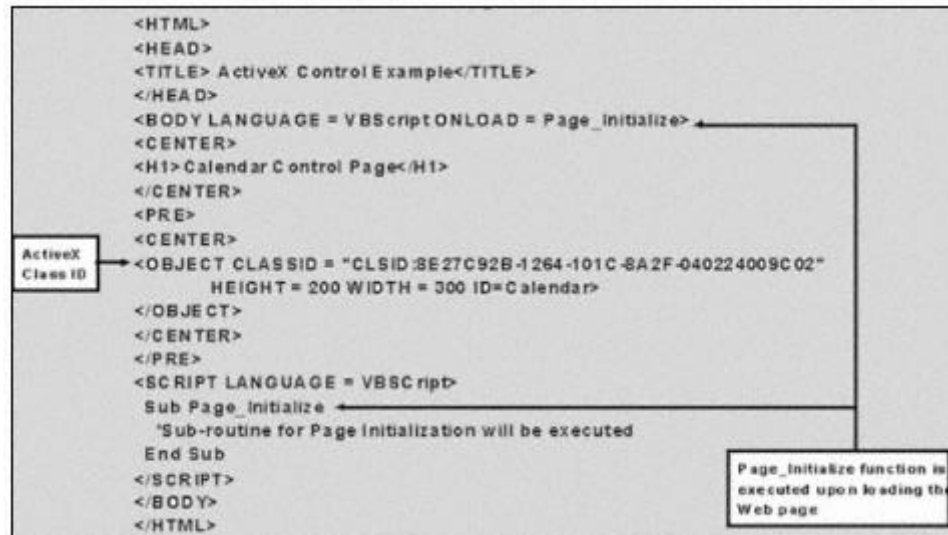 <HTML>
<HEAD>
<TITLE> ActiveX Control Example</TITLE>
</HEAD>
<BODY LANGUAGE = VBScript ONLOAD = Page_Initialize>
<CENTER>
<H1>Calendar Control Page</H1>
</CENTER>
<PRE>
<CENTER>
ActiveX
Class ID
<OBJECT CLASSID = "CLSID:8E27C92B-1264-101C-8A2F-040224009C02"
HEIGHT = 200 WIDTH = 300 ID=Calendar>
</OBJECT>
</CENTER>
</PRE>
<SCRIPT LANGUAGE = VBSCript>
Sub Page_Initialize
'Sub-routine for Page Initialization will be executed
End Sub
</SCRIPT>
</BODY>
</HTML>
Page_Initialize function is
executed upon loading the
Web page